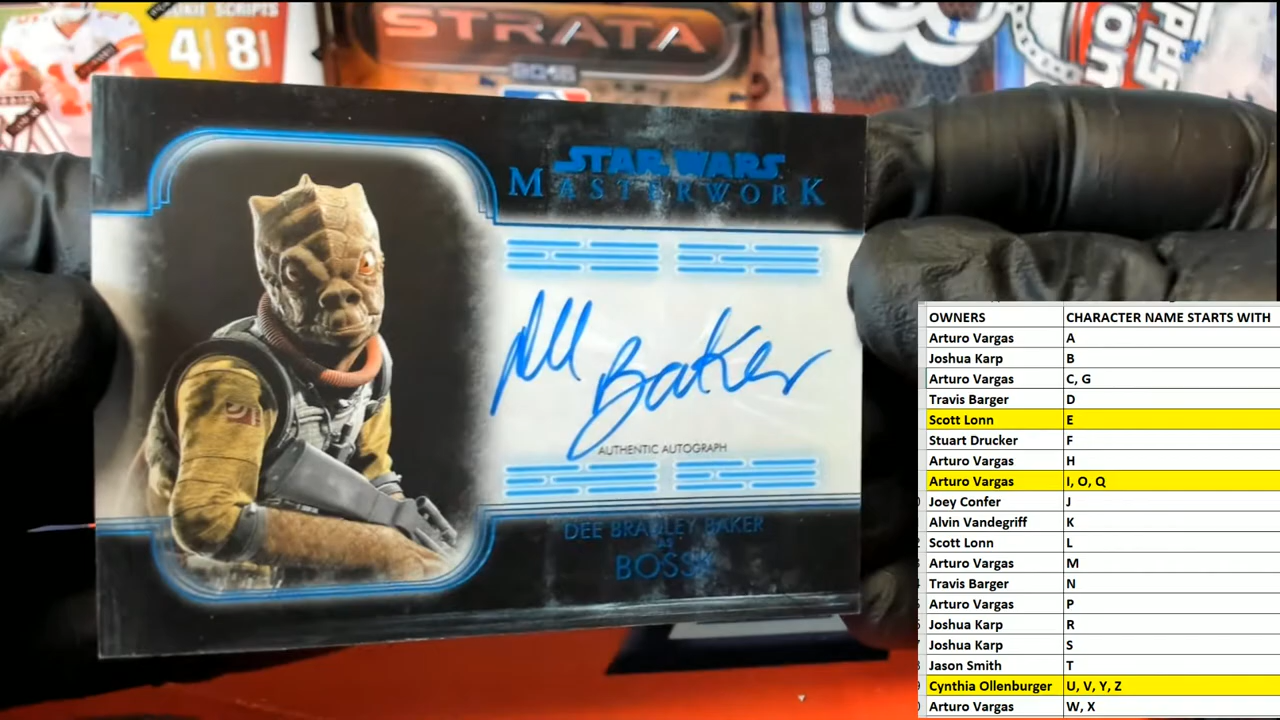 ROOKIE SCRIPTS
4 8
STRATA
2016
STAR WARS
MASTERWORK
Dee Baker
AUTHENTIC AUTOGRAPH
DEE BRADLEY BAKER
AS
BOSSK
OWNERS CHARACTER NAME STARTS WITH
Arturo Vargas A
Joshua Karp B
Arturo Vargas C, G
Travis Barger D
Scott Lonn E
Stuart Drucker F
Arturo Vargas H
Arturo Vargas I, O, Q
Joey Confer J
Alvin Vandegriff K
Scott Lonn L
Arturo Vargas M
Travis Barger N
Arturo Vargas P
Joshua Karp R
Joshua Karp S
Jason Smith T
Cynthia Ollenburger U, V, Y, Z
Arturo Vargas W, X